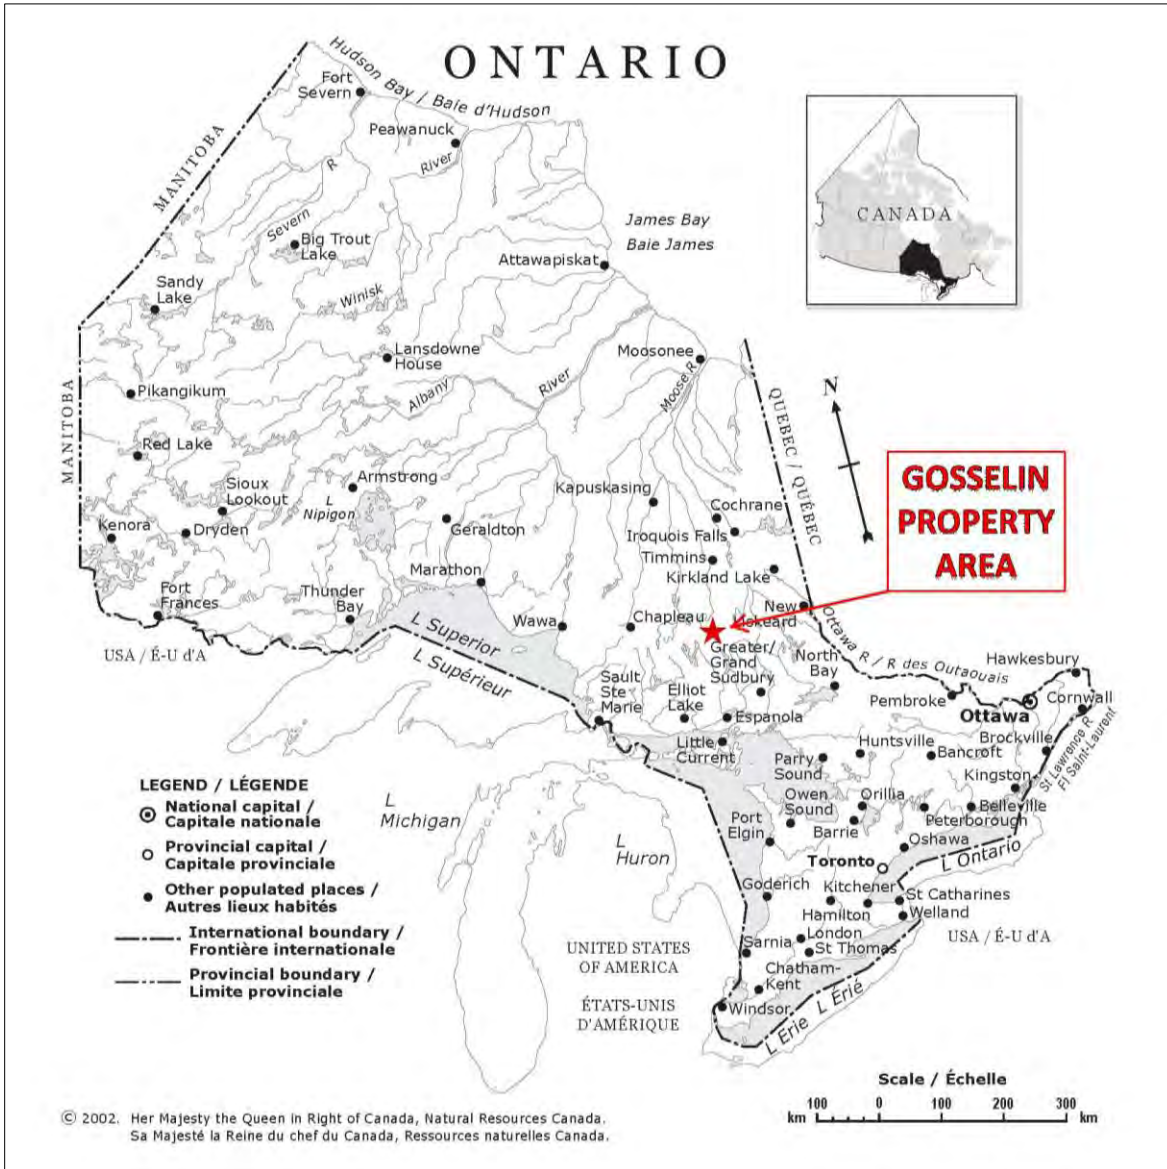 ONTARIO
Hudson Bay / Baie d'Hudson
Fort
Severn
Peawanuck
River
MANITOBA
R
Severn
Big Trout
Lake
James Bay
Baie James
CANADA
Attawapiskat
Sandy
Lake
Winisk
Lansdowne
House
Moosonee
Pikangikum
Albany
River
Moose R
N
MANITOBA
QUEBEC / QUÉBEC
Red Lake
Sioux
Lookout
Armstrong
L
Nipigon
Kapuskasing
GOSSELIN
PROPERTY
AREA
Kenora
Dryden
Geraldton
Cochrane
Iroquois Falls
Timmins
Kirkland Lake
Marathon
Fort
Frances
Thunder
Bay
Wawa
Chapleau
New
Liskeard
USA / É-U d'A
L Superior
L Supérieur
Greater/
Grand
Sudbury
North
Bay
Ottawa R / R des Outaouais
Hawkesbury
Sault
Ste
Marie
Elliot
Lake
Espanola
Pembroke
Ottawa
Cornwall
Little
Current
Parry
Sound
Huntsville
Bancroft
Brockville
St Lawrence R
Fl Saint-Laurent
Kingston
LEGEND / LÉGENDE
National capital /
Capitale nationale
Provincial capital /
Capitale provinciale
Other populated places /
Autres lieux habités
International boundary /
Frontière internationale
Provincial boundary /
Limite provinciale
L
Michigan
L
Huron
Owen
Sound
Orillia
Belleville
Peterborough
Port
Elgin
Barrie
Oshawa
Toronto
L Ontario
Goderich
Kitchener
St Catharines
Hamilton
Welland
London
Sarnia
St Thomas
USA / É-U d'A
UNITED STATES
OF AMERICA
ÉTATS-UNIS
D'AMÉRIQUE
Chatham-
Kent
Windsor
L Erie L Érié
Scale / Échelle
100 0 100 200 300
km km
© 2002. Her Majesty the Queen in Right of Canada, Natural Resources Canada.
Sa Majesté la Reine du chef du Canada, Ressources naturelles Canada.